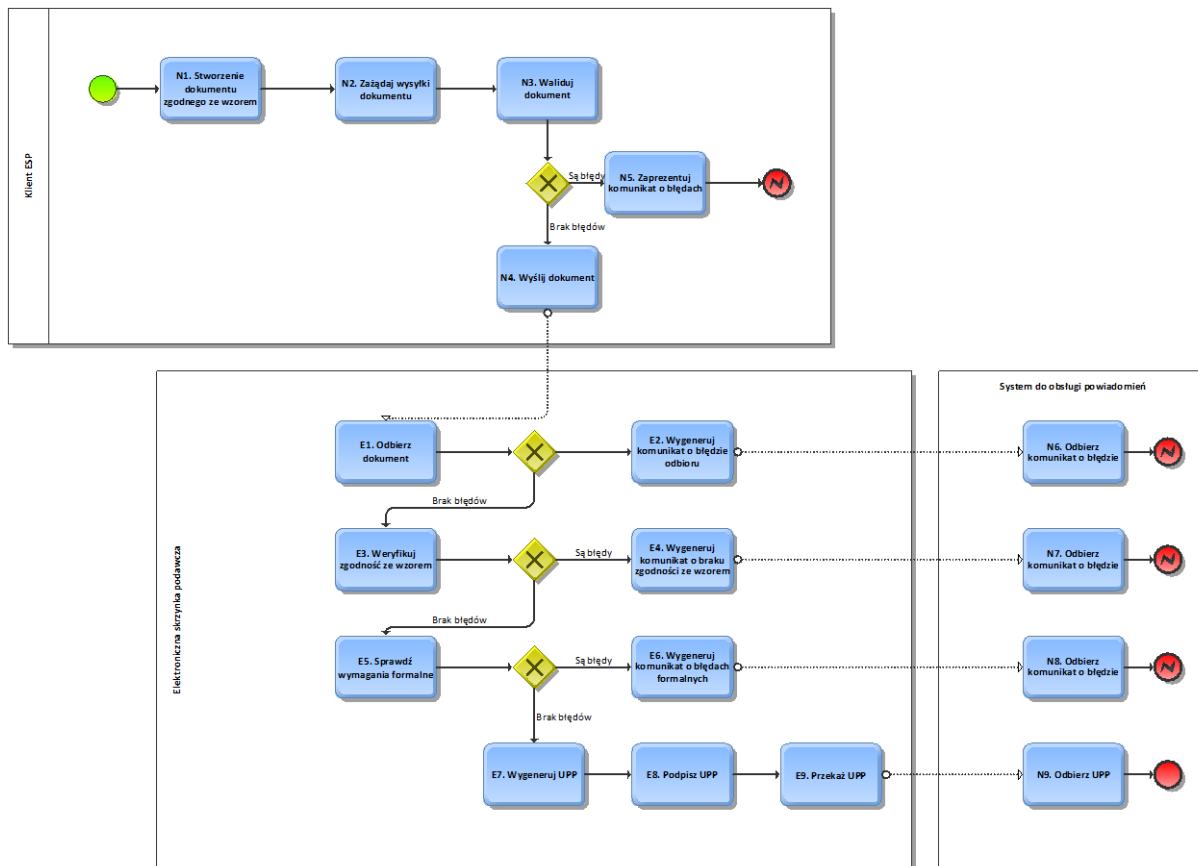 Klient ESP
N1. Stworzenie
dokumentu
zgodnego ze wzorem
N2. Zażądaj wysyłki
dokumentu
N3. Waliduj
dokument
Są błędy
N5. Zaprezentuj
komunikat o błędach
Brak błędów
N4. Wyślij dokument
Elektroniczna skrzynka podawcza
System do obsługi powiadomień
E1. Odbierz
dokument
E2. Wygeneruj
komunikat o błędzie
odbioru
N6. Odbierz
komunikat o błędzie
Brak błędów
E3. Weryfikuj
zgodność ze wzorem
Są błędy
E4. Wygeneruj
komunikat o braku
zgodności ze wzorem
N7. Odbierz
komunikat o błędzie
Brak błędów
E5. Sprawdź
wymagania formalne
Są błędy
E6. Wygeneruj
komunikat o błędach
formalnych
N8. Odbierz
komunikat o błędzie
Brak błędów
E7. Wygeneruj UPP
E8. Podpisz UPP
E9. Przekaż UPP
N9. Odbierz UPP